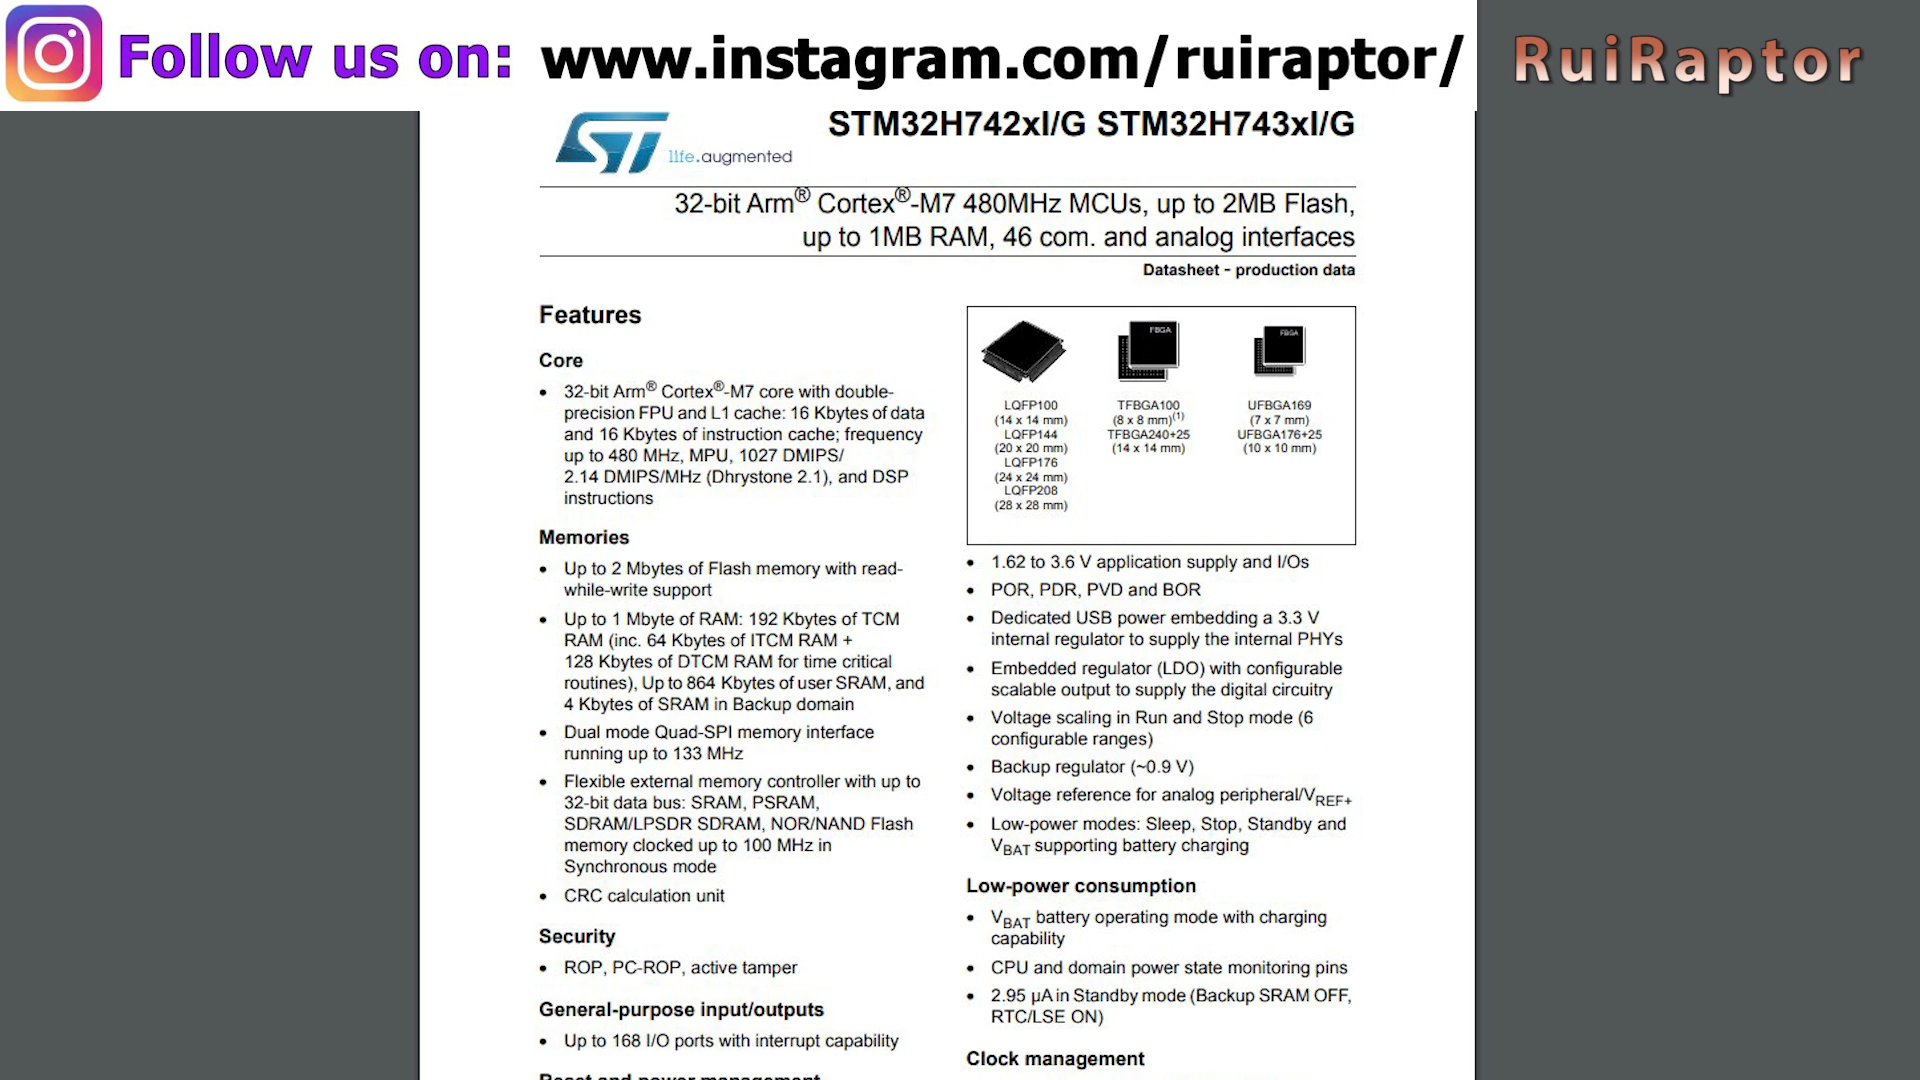 Follow us on: www.instagram.com/ruiraptor/
RuiRaptor
ST
life.augmented
STM32H742xI/G STM32H743xI/G
32-bit Arm® Cortex®-M7 480MHz MCUs, up to 2MB Flash,
up to 1MB RAM, 46 com. and analog interfaces
Datasheet - production data
Features
Core
• 32-bit Arm® Cortex®-M7 core with double-
precision FPU and L1 cache: 16 Kbytes of data
and 16 Kbytes of instruction cache; frequency
up to 480 MHz, MPU, 1027 DMIPS/
2.14 DMIPS/MHz (Dhrystone 2.1), and DSP
instructions
Memories
• Up to 2 Mbytes of Flash memory with read-
while-write support
• Up to 1 Mbyte of RAM: 192 Kbytes of TCM
RAM (inc. 64 Kbytes of ITCM RAM +
128 Kbytes of DTCM RAM for time critical
routines), Up to 864 Kbytes of user SRAM, and
4 Kbytes of SRAM in Backup domain
• Dual mode Quad-SPI memory interface
running up to 133 MHz
• Flexible external memory controller with up to
32-bit data bus: SRAM, PSRAM,
SDRAM/LPSDR SDRAM, NOR/NAND Flash
memory clocked up to 100 MHz in
Synchronous mode
• CRC calculation unit
Security
• ROP, PC-ROP, active tamper
General-purpose input/outputs
• Up to 168 I/O ports with interrupt capability
Reset and power management
FBGA
FBGA
LQFP100
(14 x 14 mm)
LQFP144
(20 x 20 mm)
LQFP176
(24 x 24 mm)
LQFP208
(28 x 28 mm)
TFBGA100
(8 x 8 mm)(1)
TFBGA240+25
(14 x 14 mm)
UFBGA169
(7 x 7 mm)
UFBGA176+25
(10 x 10 mm)
• 1.62 to 3.6 V application supply and I/Os
• POR, PDR, PVD and BOR
• Dedicated USB power embedding a 3.3 V
internal regulator to supply the internal PHYs
• Embedded regulator (LDO) with configurable
scalable output to supply the digital circuitry
• Voltage scaling in Run and Stop mode (6
configurable ranges)
• Backup regulator (~0.9 V)
• Voltage reference for analog peripheral/VREF+
• Low-power modes: Sleep, Stop, Standby and
VBAT supporting battery charging
Low-power consumption
• VBAT battery operating mode with charging
capability
• CPU and domain power state monitoring pins
• 2.95 µA in Standby mode (Backup SRAM OFF,
RTC/LSE ON)
Clock management